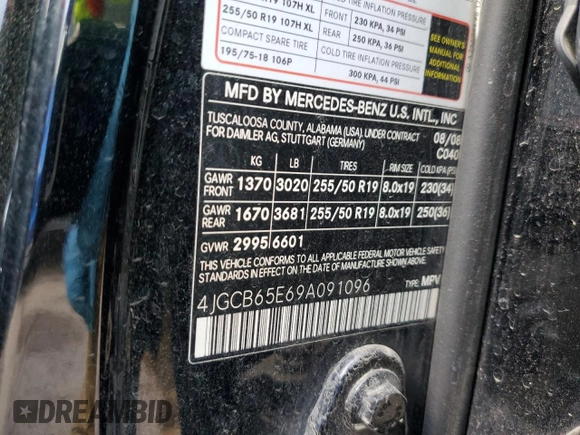 R19 107H XL FRONT 230 KPA, 34 PSI
255/50 R19 107H XL REAR 250 KPA, 36 PSI
COMPACT SPARE TIRE COLD TIRE INFLATION PRESSURE
195/75-18 106P 300 KPA, 44 PSI
SEE OWNER'S
MANUAL FOR
ADDITIONAL
INFORMATION
MFD BY MERCEDES-BENZ U.S. INTL., INC
TUSCALOOSA COUNTY, ALABAMA (USA), UNDER CONTRACT 08/08
FOR DAIMLER AG, STUTTGART (GERMANY) C040
KG LB TIRES RIM SIZE COLD KPA (PSI
GAWR FRONT 1370 3020 255/50 R19 8.0x19 230(34)
GAWR REAR 1670 3681 255/50 R19 8.0x19 250(36)
GVWR 2995 6601
THIS VEHICLE CONFORMS TO ALL APPLICABLE FEDERAL MOTOR VEHICLE SAFETY
STANDARDS IN EFFECT ON THE DATE OF MANUFACTURE SHOWN ABOVE.
4JGCB65E69A091096 TYPE: MPV
DREAMBID